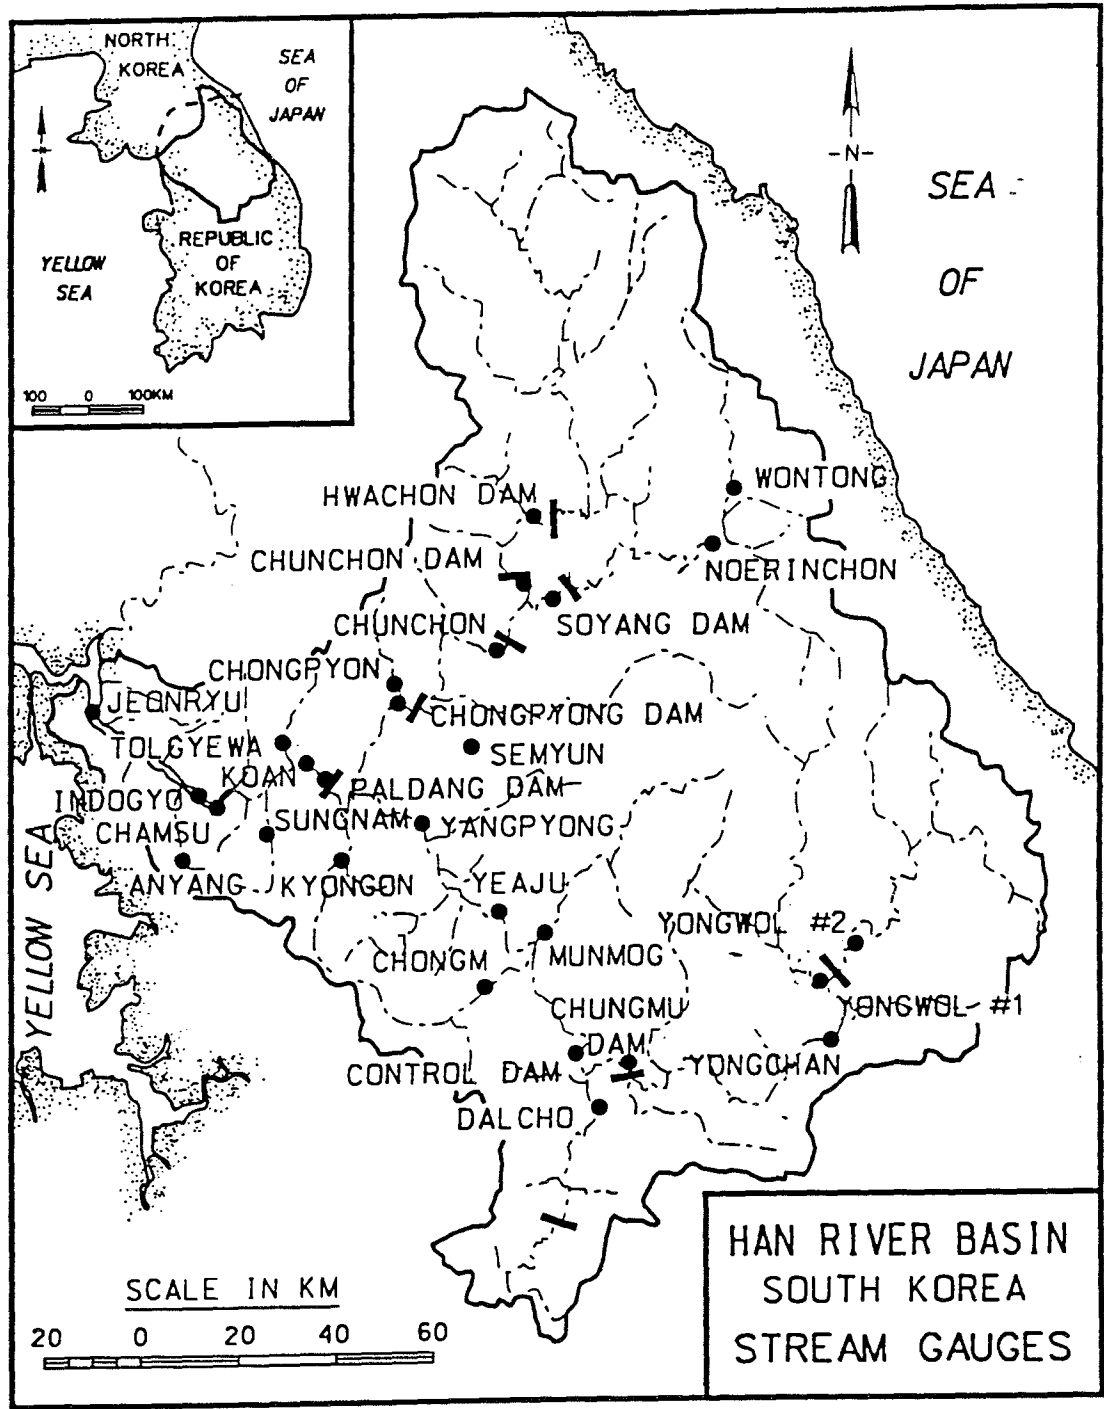 NORTH
KOREA
SEA
OF
JAPAN
YELLOW
SEA
REPUBLIC
OF
KOREA
100 0 100KM
-N-
SEA
OF
JAPAN
HWACHON DAM
WONTONG
CHUNCHON DAM
NOERINCHON
CHUNCHON
SOYANG DAM
CHONGPYON
JEONRYU
CHONGPYONG DAM
TOLGYEWA
SEMYUN
KOAN
PALDANG DAM
INDOGYO
SUNGNAM
YANGPYONG
CHAMSU
ANYANG
KYONGON
YEAJU
YONGWOL #2
CHONGM
MUNMOG
YELLOW SEA
CHUNGMU
DAM
YONGWOL #1
CONTROL DAM
YONGCHAN
DALCHO
SCALE IN KM
20 0 20 40 60
HAN RIVER BASIN
SOUTH KOREA
STREAM GAUGES